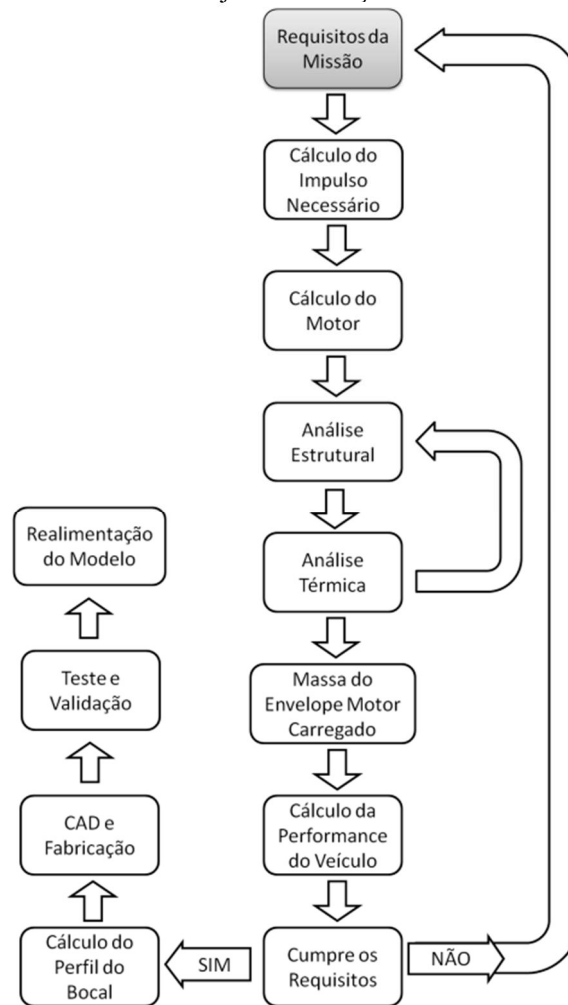 Requisitos da
Missão
Cálculo do
Impulso
Necessário
Cálculo do
Motor
Análise
Estrutural
Análise
Térmica
Massa do
Envelope Motor
Carregado
Cálculo da
Performance
do Veículo
Cumpre os
Requisitos
NÃO
SIM
Cálculo do
Perfil do
Bocal
CAD e
Fabricação
Teste e
Validação
Realimentação
do Modelo